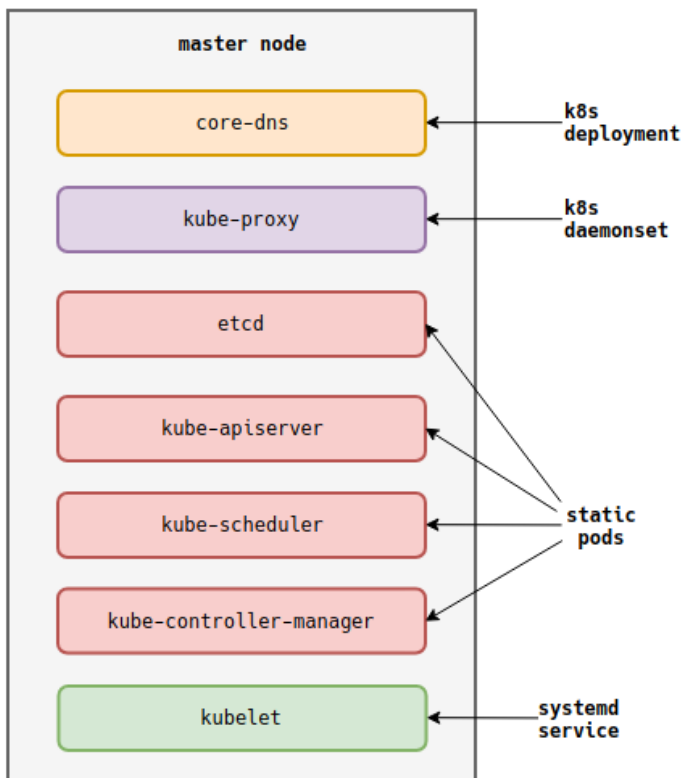 master node
core-dns
k8s
deployment
kube-proxy
k8s
daemonset
etcd
kube-apiserver
kube-scheduler
static
pods
kube-controller-manager
kubelet
systemd
service